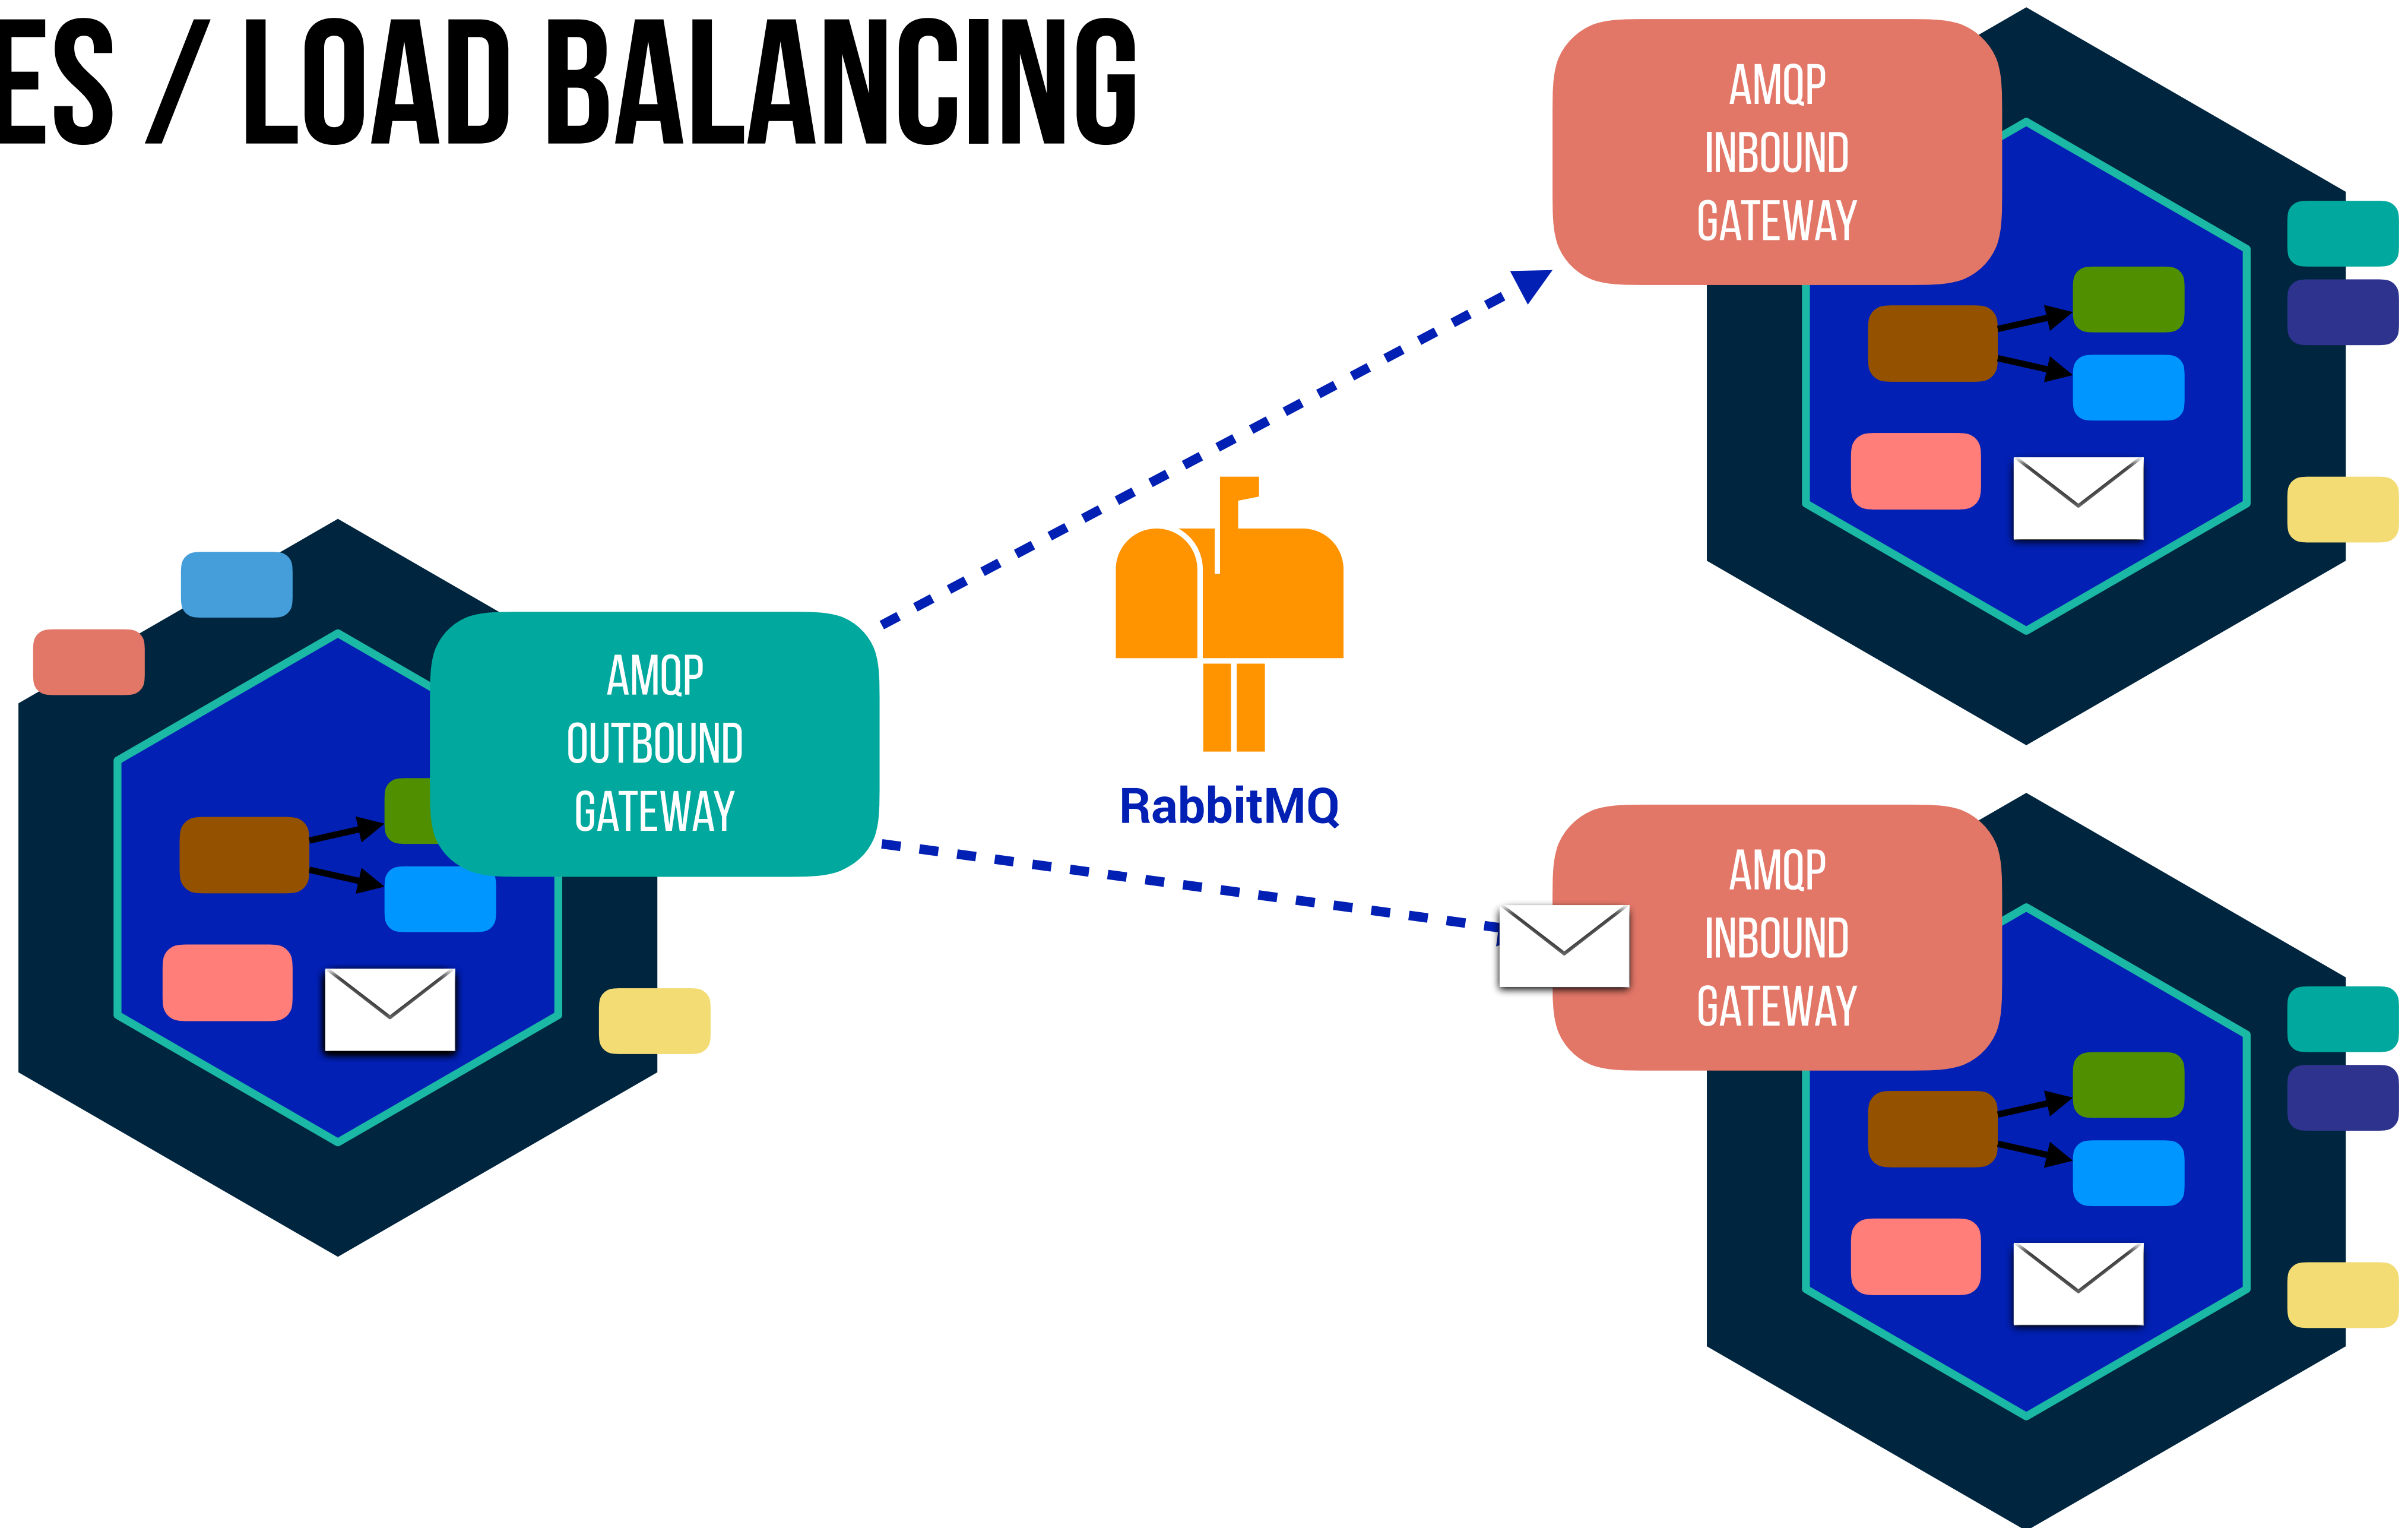 ES / LOAD BALANCING
AMQP
INBOUND
GATEWAY
AMQP
OUTBOUND
GATEWAY
RabbitMQ
AMQP
INBOUND
GATEWAY